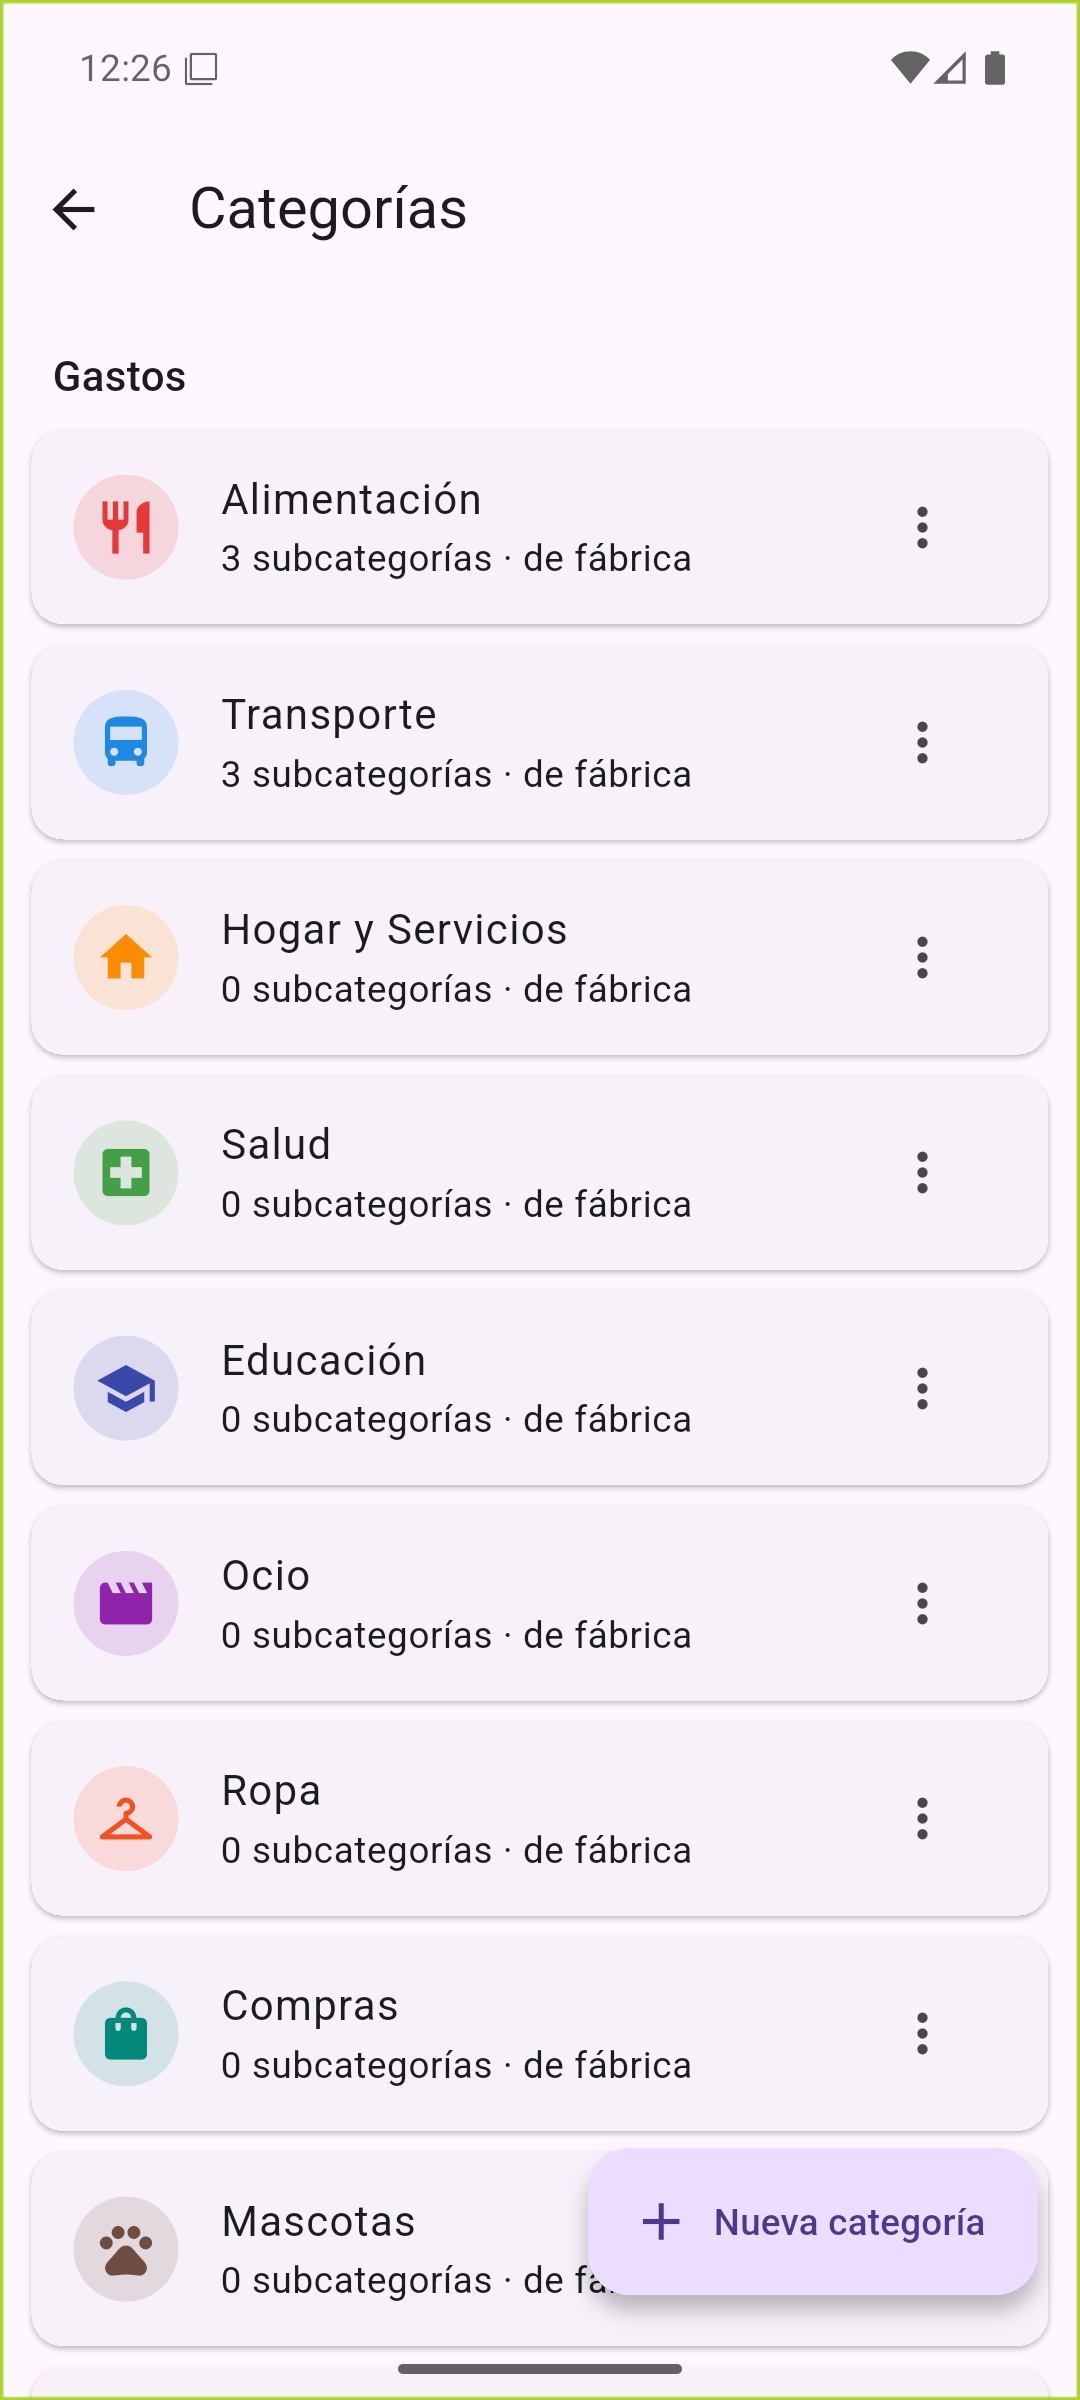 12:26
Categorías
Gastos
Alimentación
3 subcategorías · de fábrica
Transporte
3 subcategorías · de fábrica
Hogar y Servicios
0 subcategorías · de fábrica
Salud
0 subcategorías · de fábrica
Educación
0 subcategorías · de fábrica
Ocio
0 subcategorías · de fábrica
Ropa
0 subcategorías · de fábrica
Compras
0 subcategorías · de fábrica
Mascotas
0 subcategorías · de
Nueva categoría